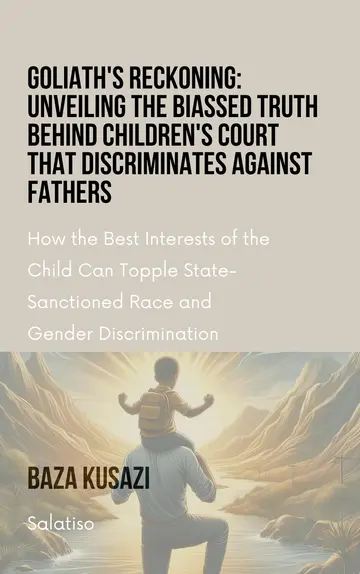 GOLIATH'S RECKONING:
UNVEILING THE BIASSED TRUTH
BEHIND CHILDREN'S COURT
THAT DISCRIMINATES AGAINST
FATHERS
How the Best Interests of the
Child Can Topple State-
Sanctioned Race and
Gender Discrimination
BAZA KUSAZI
Salatiso